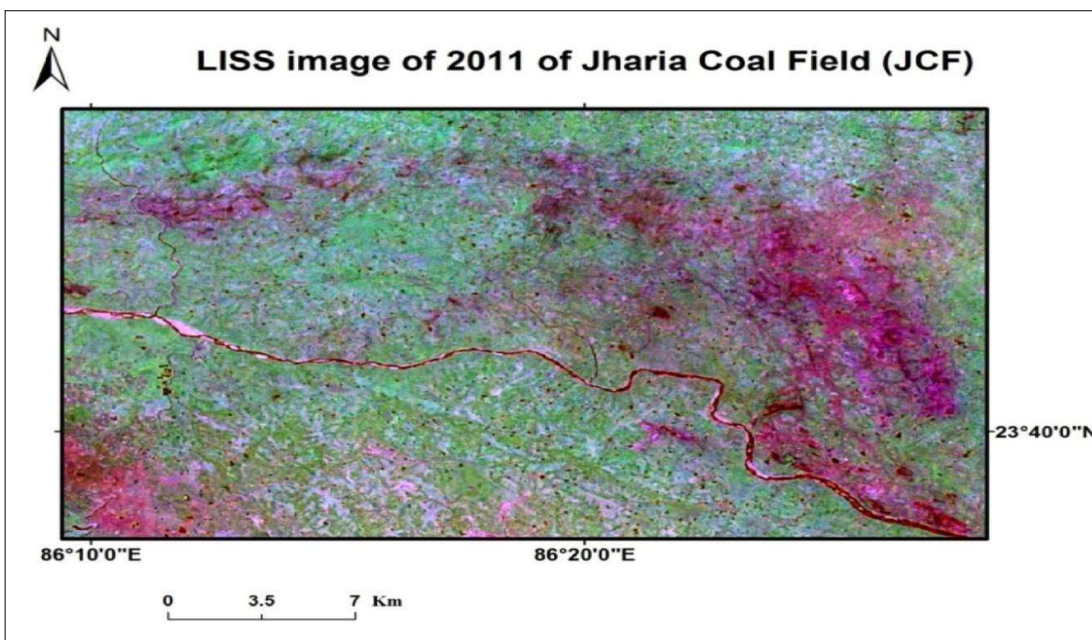 N
LISS image of 2011 of Jharia Coal Field (JCF)
23°40'0"N
86°10'0"E 86°20'0"E
0 3.5 7 Km